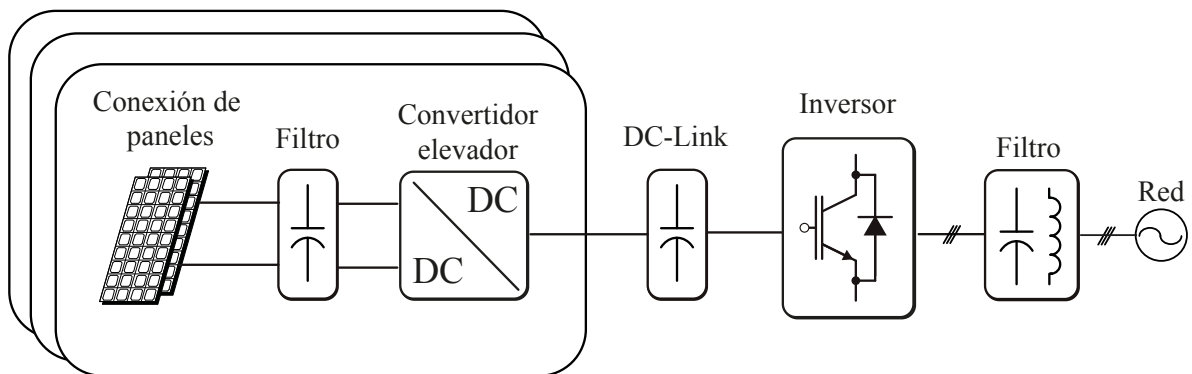 Conexión de
paneles
Filtro
Convertidor
elevador
DC
DC
DC-Link
Inversor
Filtro
Red